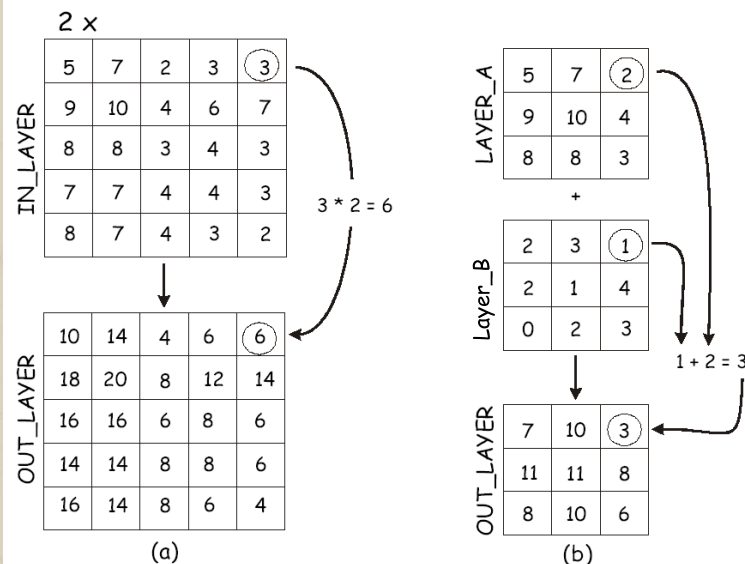 2 x
IN_LAYER
5 7 2 3 3
9 10 4 6 7
8 8 3 4 3
7 7 4 4 3
8 7 4 3 2
3 * 2 = 6
OUT_LAYER
10 14 4 6 6
18 20 8 12 14
16 16 6 8 6
14 14 8 8 6
16 14 8 6 4
(a)
LAYER_A
5 7 2
9 10 4
8 8 3
+
Layer_B
2 3 1
2 1 4
0 2 3
1 + 2 = 3
OUT_LAYER
7 10 3
11 11 8
8 10 6
(b)